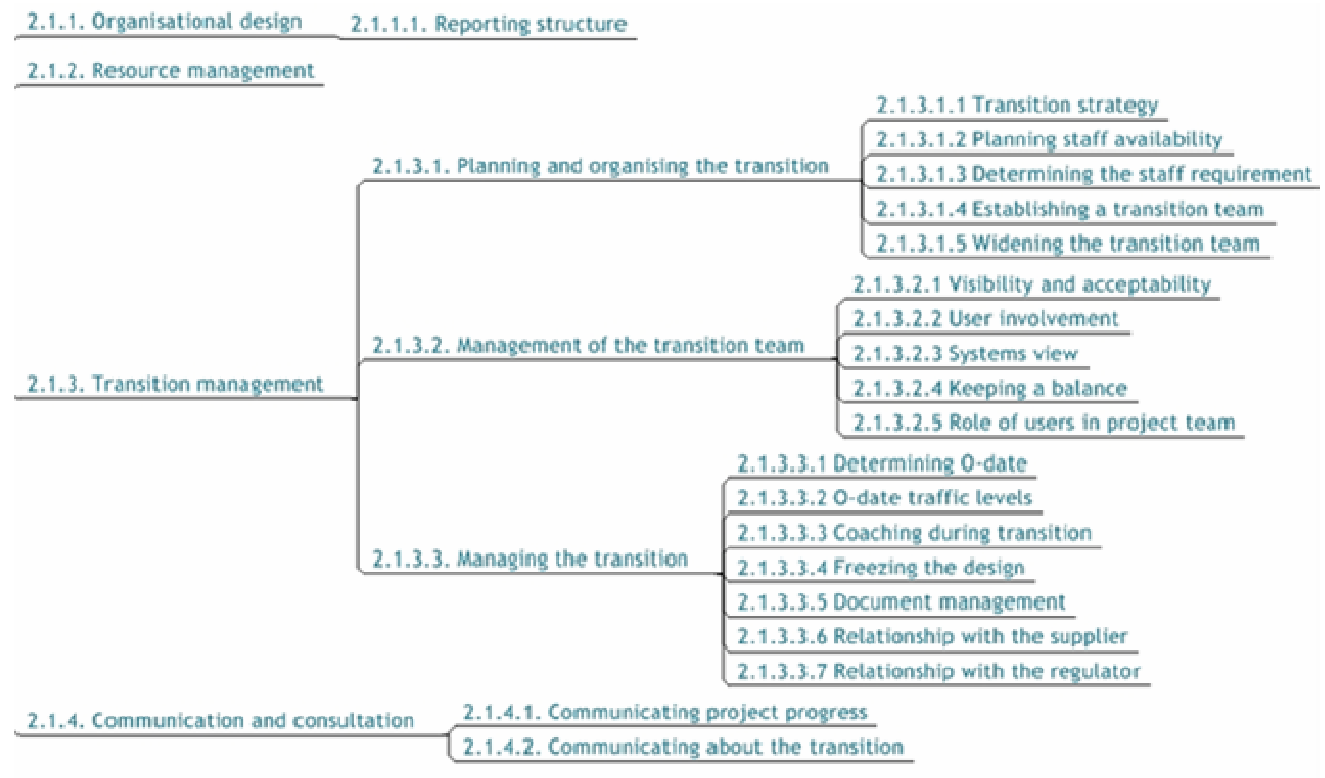 2.1.1. Organisational design
2.1.1.1. Reporting structure
2.1.2. Resource management
2.1.3. Transition management
2.1.3.1. Planning and organising the transition
2.1.3.1.1 Transition strategy
2.1.3.1.2 Planning staff availability
2.1.3.1.3 Determining the staff requirement
2.1.3.1.4 Establishing a transition team
2.1.3.1.5 Widening the transition team
2.1.3.2. Management of the transition team
2.1.3.2.1 Visibility and acceptability
2.1.3.2.2 User involvement
2.1.3.2.3 Systems view
2.1.3.2.4 Keeping a balance
2.1.3.2.5 Role of users in project team
2.1.3.3. Managing the transition
2.1.3.3.1 Determining O-date
2.1.3.3.2 O-date traffic levels
2.1.3.3.3 Coaching during transition
2.1.3.3.4 Freezing the design
2.1.3.3.5 Document management
2.1.3.3.6 Relationship with the supplier
2.1.3.3.7 Relationship with the regulator
2.1.4. Communication and consultation
2.1.4.1. Communicating project progress
2.1.4.2. Communicating about the transition